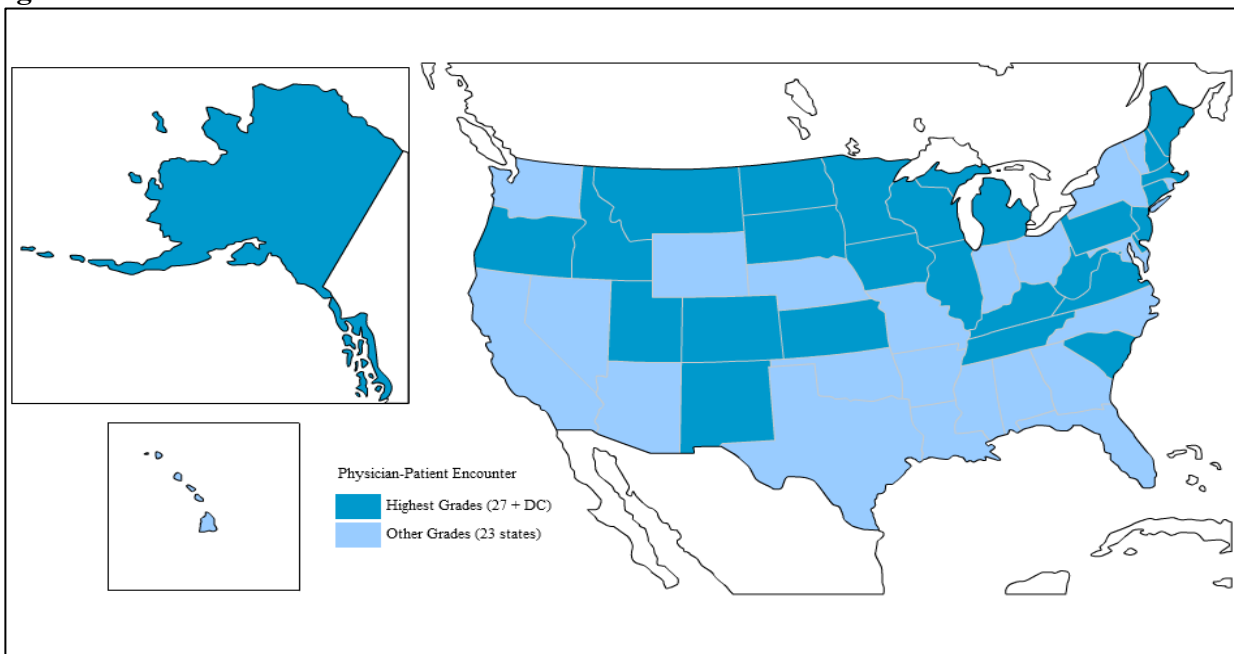 Physician-Patient Encounter
Highest Grades (27 + DC)
Other Grades (23 states)